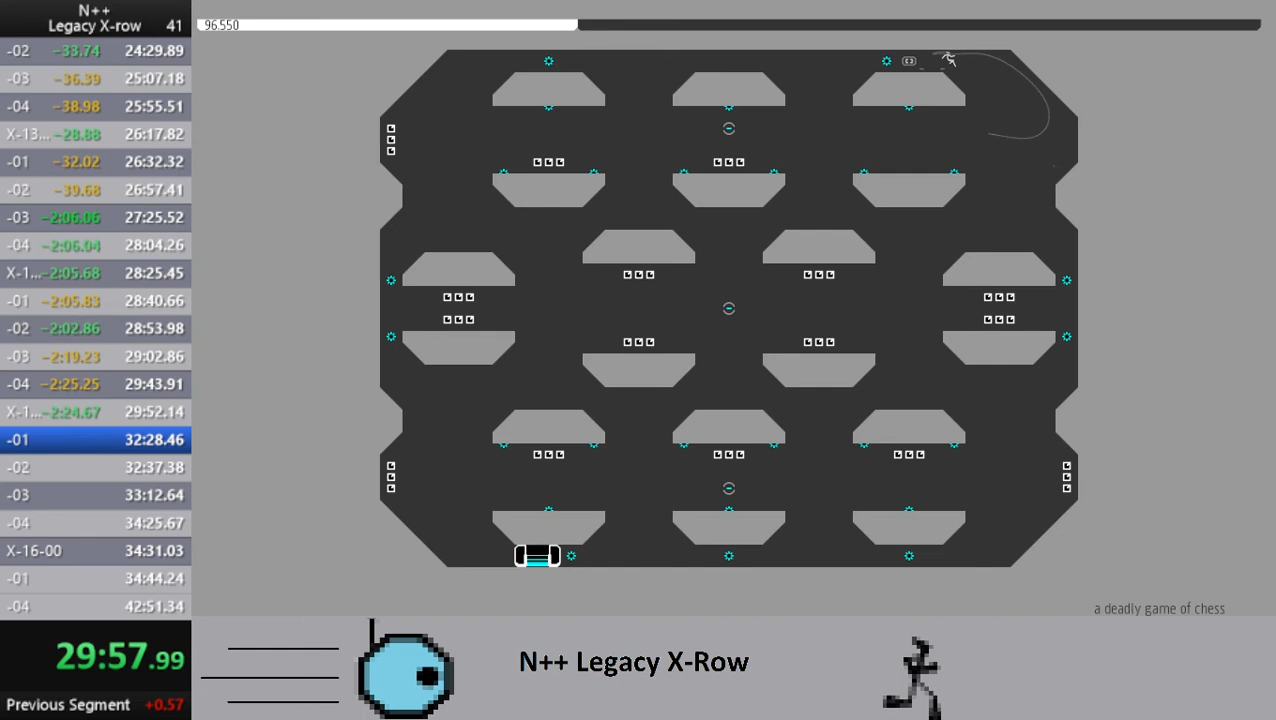 N++
Legacy X-row 41
-02 -33.74 24:29.89
-03 -36.39 25:07.18
-04 -38.98 25:55.51
X-13... -28.88 26:17.82
-01 -32.02 26:32.32
-02 -39.68 26:57.41
-03 -2:06.06 27:25.52
-04 -2:06.04 28:04.26
X-1... -2:05.68 28:25.45
-01 -2:05.83 28:40.66
-02 -2:02.86 28:53.98
-03 -2:19.23 29:02.86
-04 -2:25.25 29:43.91
X-1... -2:24.67 29:52.14
-01 32:28.46
-02 32:37.38
-03 33:12.64
-04 34:25.67
X-16-00 34:31.03
-01 34:44.24
-04 42:51.34
29:57.99
Previous Segment +0.57
96.550
a deadly game of chess
N++ Legacy X-Row